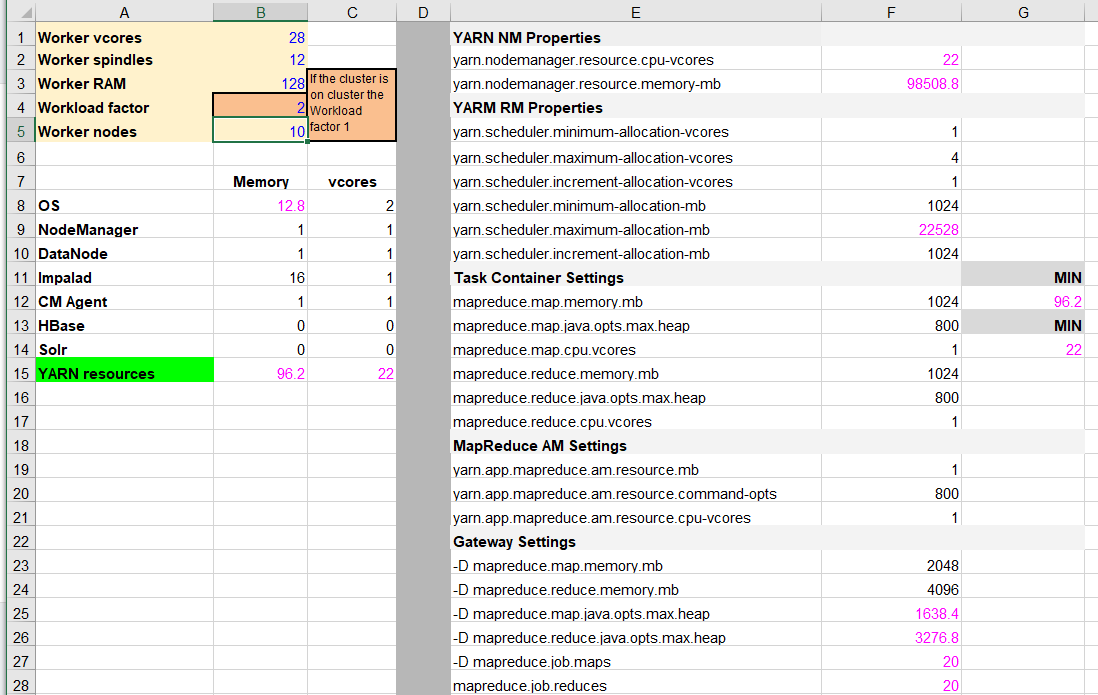 A B C D E F G
1 Worker vcores 28 YARN NM Properties
2 Worker spindles 12 yarn.nodemanager.resource.cpu-vcores 22
3 Worker RAM 128 If the cluster is yarn.nodemanager.resource.memory-mb 98508.8
on cluster the
4 Workload factor 2 Workload YARM RM Properties
5 Worker nodes 10 factor 1 yarn.scheduler.minimum-allocation-vcores 1
6 yarn.scheduler.maximum-allocation-vcores 4
7 Memory vcores yarn.scheduler.increment-allocation-vcores 1
8 OS 12.8 2 yarn.scheduler.minimum-allocation-mb 1024
9 NodeManager 1 1 yarn.scheduler.maximum-allocation-mb 22528
10 DataNode 1 1 yarn.scheduler.increment-allocation-mb 1024
11 Impalad 16 1 Task Container Settings MIN
12 CM Agent 1 1 mapreduce.map.memory.mb 1024 96.2
13 HBase 0 0 mapreduce.map.java.opts.max.heap 800 MIN
14 Solr 0 0 mapreduce.map.cpu.vcores 1 22
15 YARN resources 96.2 22 mapreduce.reduce.memory.mb 1024
16 mapreduce.reduce.java.opts.max.heap 800
17 mapreduce.reduce.cpu.vcores 1
18 MapReduce AM Settings
19 yarn.app.mapreduce.am.resource.mb 1
20 yarn.app.mapreduce.am.resource.command-opts 800
21 yarn.app.mapreduce.am.resource.cpu-vcores 1
22 Gateway Settings
23 -D mapreduce.map.memory.mb 2048
24 -D mapreduce.reduce.memory.mb 4096
25 -D mapreduce.map.java.opts.max.heap 1638.4
26 -D mapreduce.reduce.java.opts.max.heap 3276.8
27 -D mapreduce.job.maps 20
28 mapreduce.job.reduces 20